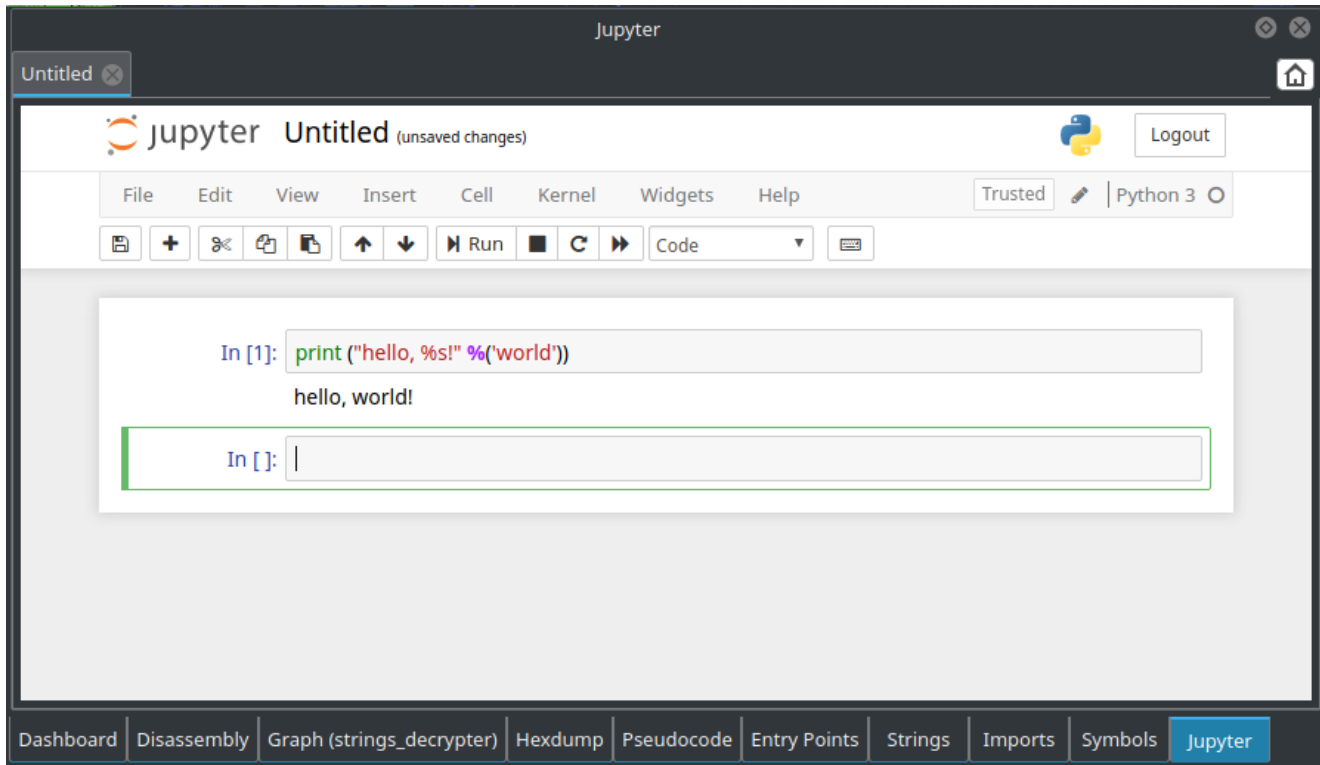 Jupyter
Untitled
jupyter Untitled (unsaved changes) Logout
File Edit View Insert Cell Kernel Widgets Help Trusted Python 3
Run Code
In [1]: print ("hello, %s!" %('world'))
hello, world!
In [ ]:
Dashboard Disassembly Graph (strings_decrypter) Hexdump Pseudocode Entry Points Strings Imports Symbols Jupyter